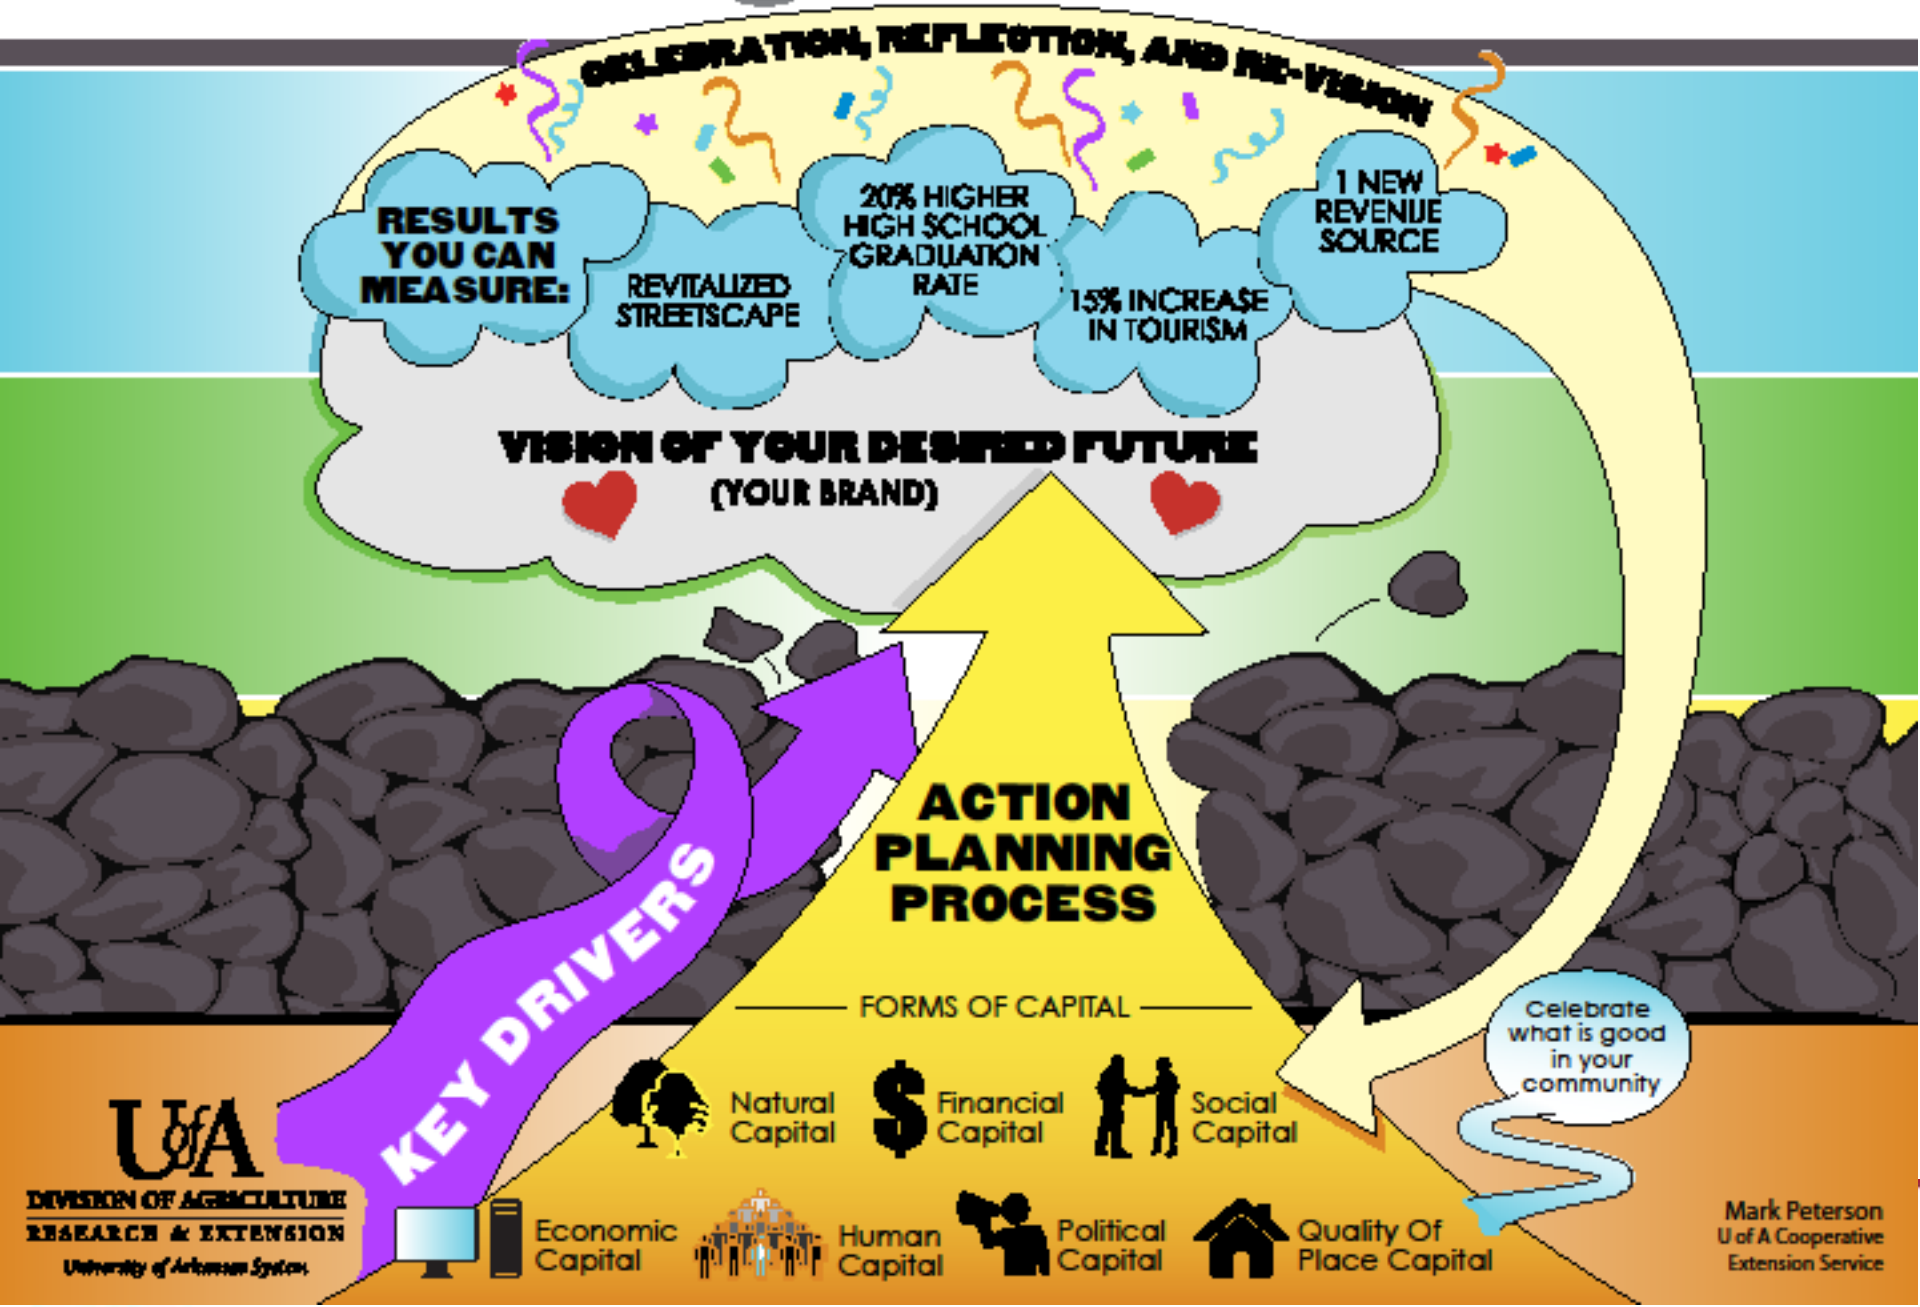 CELEBRATION, REFLECTION, AND RE-VISION
RESULTS
YOU CAN
MEASURE:
REVITALIZED
STREETSCAPE
20% HIGHER
HIGH SCHOOL
GRADUATION
RATE
15% INCREASE
IN TOURISM
1 NEW
REVENUE
SOURCE
VISION OF YOUR DESIRED FUTURE
(YOUR BRAND)
KEY DRIVERS
ACTION
PLANNING
PROCESS
FORMS OF CAPITAL
Natural
Capital
Financial
Capital
Social
Capital
Economic
Capital
Human
Capital
Political
Capital
Quality Of
Place Capital
Celebrate
what is good
in your
community
UofA
DIVISION OF AGRICULTURE
RESEARCH & EXTENSION
University of Arkansas System
Mark Peterson
U of A Cooperative
Extension Service